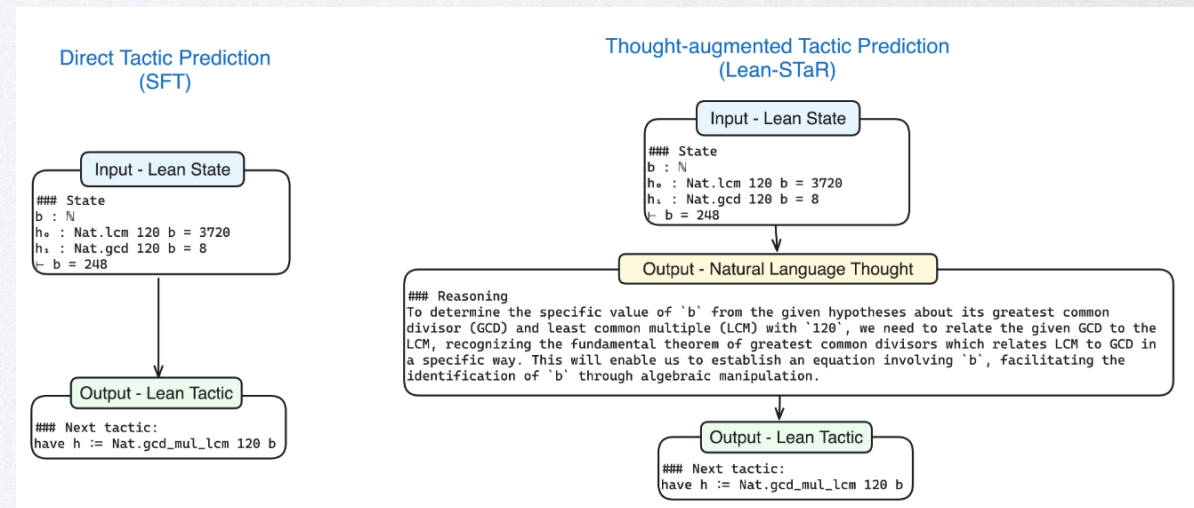 Direct Tactic Prediction
(SFT)
Input - Lean State
### State
b : ℕ
h₀ : Nat.lcm 120 b = 3720
h₁ : Nat.gcd 120 b = 8
⊢ b = 248
Output - Lean Tactic
### Next tactic:
have h := Nat.gcd_mul_lcm 120 b
Thought-augmented Tactic Prediction
(Lean-STaR)
Input - Lean State
### State
b : ℕ
h₀ : Nat.lcm 120 b = 3720
h₁ : Nat.gcd 120 b = 8
⊢ b = 248
Output - Natural Language Thought
### Reasoning
To determine the specific value of `b` from the given hypotheses about its greatest common
divisor (GCD) and least common multiple (LCM) with `120`, we need to relate the given GCD to the
LCM, recognizing the fundamental theorem of greatest common divisors which relates LCM to GCD in
a specific way. This will enable us to establish an equation involving `b`, facilitating the
identification of `b` through algebraic manipulation.
Output - Lean Tactic
### Next tactic:
have h := Nat.gcd_mul_lcm 120 b